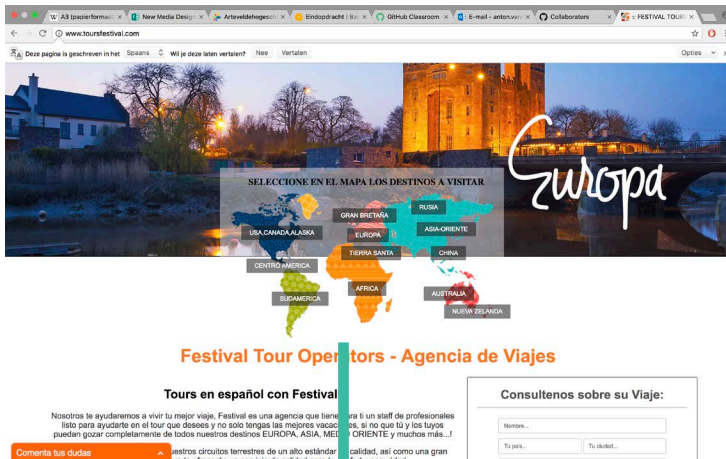 A3 (papierformaat
New Media Design
Arteveldehogesch
Eindopdracht | Ba
GitHub Classroom
E-mail - anton.van
Collaborators
:: FESTIVAL TOUR
www.toursfestival.com
Deze pagina is geschreven in het Spaans Wil je deze laten vertalen? Nee Vertalen Opties
Europa
SELECCIONE EN EL MAPA LOS DESTINOS A VISITAR
RUSIA
GRAN BRETAÑA
USA,CANADA,ALASKA
EUROPA
ASIA-ORIENTE
TIERRA SANTA
CHINA
CENTRO AMERICA
AFRICA
SUDAMERICA
AUSTRALIA
NUEVA ZELANDA
Festival Tour Oper tors - Agencia de Viajes
Tours en español con Festival
Nosotros te ayudaremos a vivir tu mejor viaje, Festival es una agencia que tiene ra ti un staff de profesionales
listo para ayudarte en el tour que desees y no solo tengas las mejores vacac es, si no que tú y los tuyos
puedan gozar completamente de todos nuestros destinos EUROPA, ASIA, MED ORIENTE y muchos más...!
uestros circuitos terrestres de un alto estándar calidad, así como una gran
Comenta tus dudas
Consultenos sobre su Viaje:
Nombre...
Tu país...
Tu ciudad...